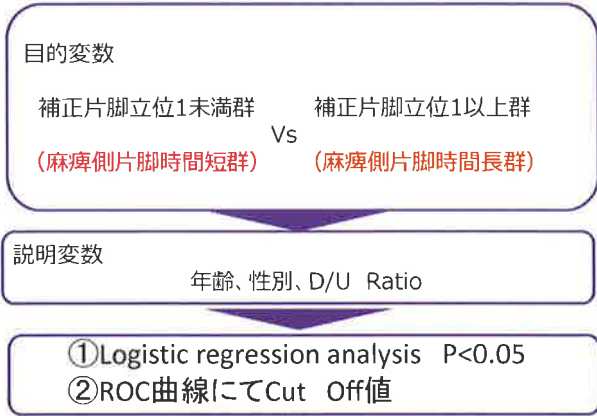 目的変数
補正片脚立位1未満群 Vs 補正片脚立位1以上群
(麻痺側片脚時間短群) (麻痺側片脚時間長群)
説明変数
年齢、性別、D/U Ratio
①Logistic regression analysis P<0.05
②ROC曲線にてCut Off値